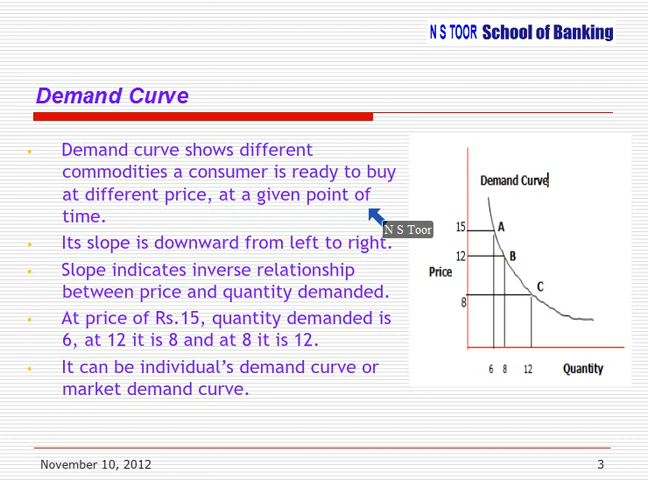 N S TOOR School of Banking
Demand Curve
Demand curve shows different
commodities a consumer is ready to buy
at different price, at a given point of
time.
N S Toor
Its slope is downward from left to right.
Slope indicates inverse relationship
between price and quantity demanded.
At price of Rs.15, quantity demanded is
6, at 12 it is 8 and at 8 it is 12.
It can be individual's demand curve or
market demand curve.
Demand Curve
15 A
12 B
Price
C
8
6 8 12 Quantity
November 10, 2012 3